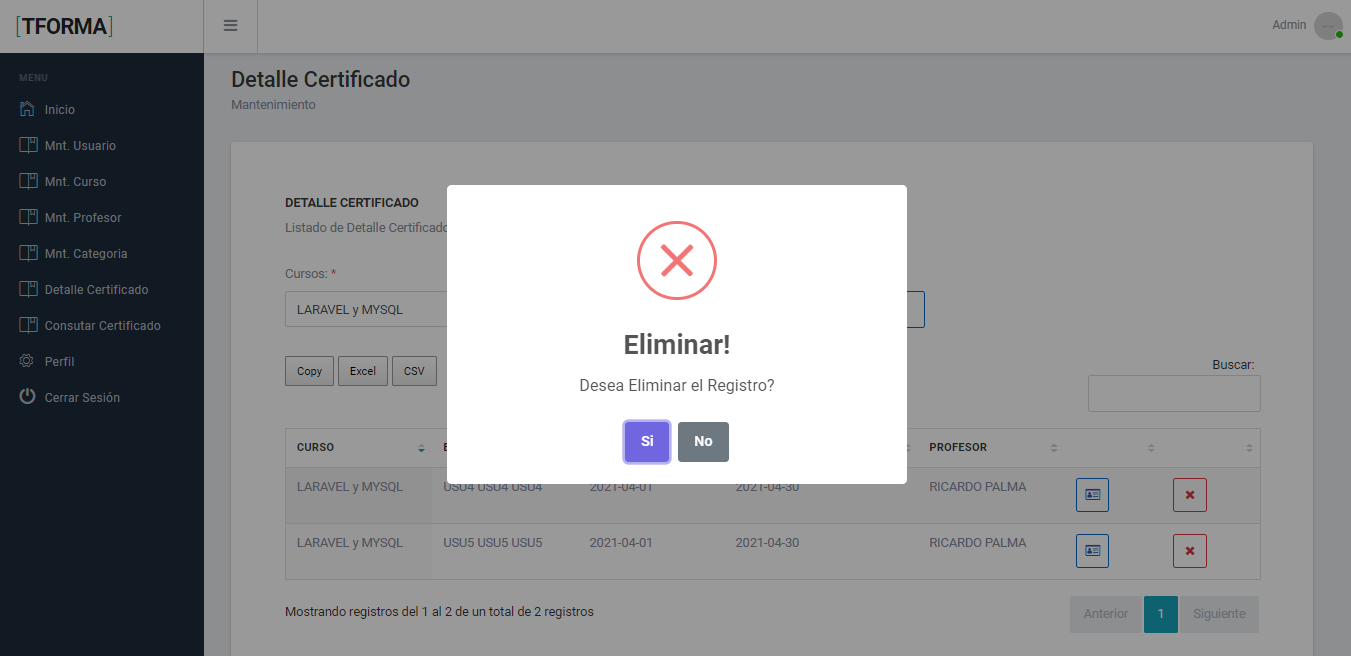 [TFORMA]
Admin
MENU
Inicio
Mnt. Usuario
Mnt. Curso
Mnt. Profesor
Mnt. Categoria
Detalle Certificado
Consutar Certificado
Perfil
Cerrar Sesión
Detalle Certificado
Mantenimiento
DETALLE CERTIFICADO
Listado de Detalle Certificado
Cursos: *
LARAVEL y MYSQL
Copy Excel CSV
Buscar:
Eliminar!
Desea Eliminar el Registro?
Si No
CURSO PROFESOR
LARAVEL y MYSQL USU4 USU4 USU4 2021-04-01 2021-04-30 RICARDO PALMA
LARAVEL y MYSQL USU5 USU5 USU5 2021-04-01 2021-04-30 RICARDO PALMA
Mostrando registros del 1 al 2 de un total de 2 registros
Anterior 1 Siguiente